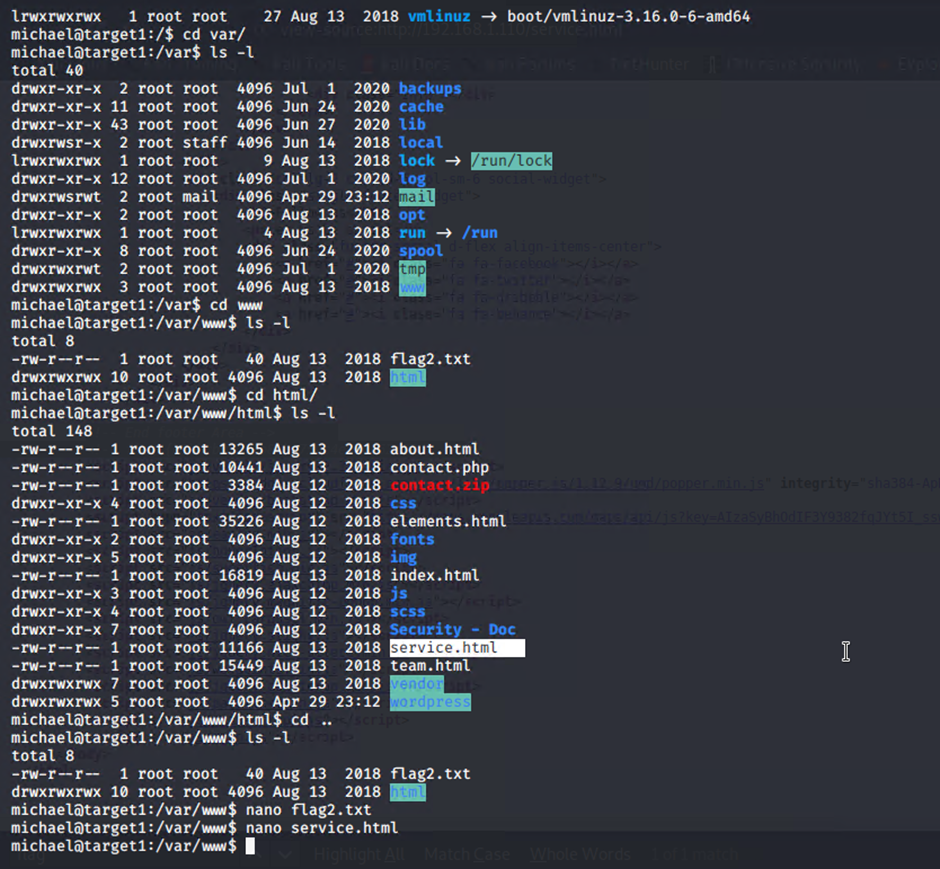 lrwxrwxrwx   1 root root    27 Aug 13  2018 vmlinuz → boot/vmlinuz-3.16.0-6-amd64
michael@target1:/$ cd var/
michael@target1:/var$ ls -l
total 40
drwxr-xr-x  2 root root  4096 Jul  1  2020 backups
drwxr-xr-x 11 root root  4096 Jun 24  2020 cache
drwxr-xr-x 43 root root  4096 Jun 27  2020 lib
drwxrwsr-x  2 root staff 4096 Jun 14  2020 local
lrwxrwxrwx  1 root root     9 Aug 13  2018 lock → /run/lock
drwxr-xr-x 12 root root  4096 Jul  1  2020 log
drwxrwsrwt  2 root mail  4096 Apr 29 23:12 mail
drwxr-xr-x  2 root root  4096 Aug 13  2018 opt
lrwxrwxrwx  1 root root     4 Aug 13  2018 run → /run
drwxr-xr-x  8 root root  4096 Jun 24  2020 spool
drwxrwxrwt  2 root root  4096 Jul  1  2020 tmp
drwxrwxrwx  3 root root  4096 Aug 13  2018 www
michael@target1:/var$ cd www
michael@target1:/var/www$ ls -l
total 8
-rw-r--r--  1 root root   40 Aug 13  2018 flag2.txt
drwxrwxrwx 10 root root 4096 Aug 13  2018 html
michael@target1:/var/www$ cd html/
michael@target1:/var/www/html$ ls -l
total 148
-rw-r--r-- 1 root root 13265 Aug 13  2018 about.html
-rw-r--r-- 1 root root 10441 Aug 13  2018 contact.php
-rw-r--r-- 1 root root  3384 Aug 12  2018 contact.zip
drwxr-xr-x 4 root root  4096 Aug 12  2018 css
-rw-r--r-- 1 root root 35226 Aug 12  2018 elements.html
drwxr-xr-x 2 root root  4096 Aug 12  2018 fonts
drwxr-xr-x 5 root root  4096 Aug 12  2018 img
-rw-r--r-- 1 root root 16819 Aug 13  2018 index.html
drwxr-xr-x 3 root root  4096 Aug 12  2018 js
drwxr-xr-x 4 root root  4096 Aug 12  2018 scss
drwxr-xr-x 7 root root  4096 Aug 12  2018 Security - Doc
-rw-r--r-- 1 root root 11166 Aug 13  2018 service.html
-rw-r--r-- 1 root root 15449 Aug 13  2018 team.html
drwxrwxrwx 7 root root  4096 Aug 13  2018 vendor
drwxrwxrwx 5 root root  4096 Apr 29 23:12 wordpress
michael@target1:/var/www/html$ cd ..
michael@target1:/var/www$ ls -l
total 8
-rw-r--r--  1 root root   40 Aug 13  2018 flag2.txt
drwxrwxrwx 10 root root 4096 Aug 13  2018 html
michael@target1:/var/www$ nano flag2.txt
michael@target1:/var/www$ nano service.html
michael@target1:/var/www$
Highlight All   Match Case   Whole Words   1 of 1 match